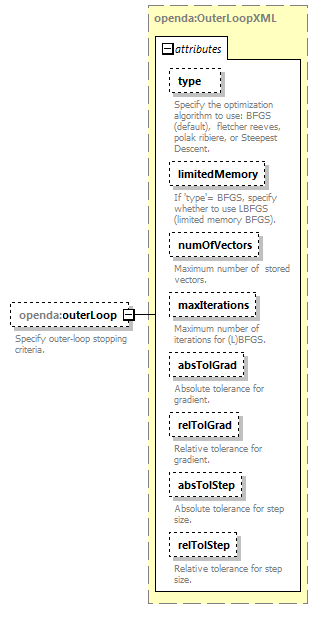 openda:OuterLoopXML
attributes
type
Specify the optimization
algorithm to use: BFGS
(default),  fletcher reeves,
polak ribiere, or Steepest
Descent.
limitedMemory
If 'type'= BFGS, specify
whether to use LBFGS
(limited memory BFGS).
numOfVectors
Maximum number of  stored
vectors.
openda:outerLoop
Specify outer-loop stopping
criteria.
maxIterations
Maximum number of
iterations for (L)BFGS.
absTolGrad
Absolute tolerance for
gradient.
relTolGrad
Relative tolerance for
gradient.
absTolStep
Absolute tolerance for step
size.
relTolStep
Relative tolerance for step
size.